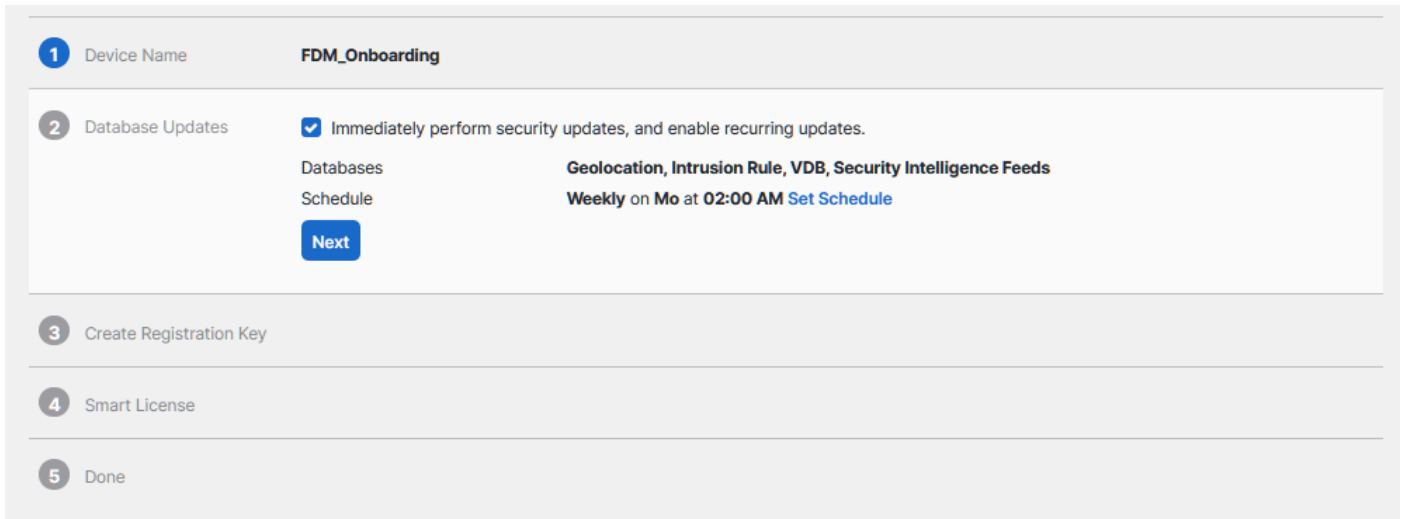 1 Device Name FDM_Onboarding
2 Database Updates Immediately perform security updates, and enable recurring updates.
Databases Geolocation, Intrusion Rule, VDB, Security Intelligence Feeds
Schedule Weekly on Mo at 02:00 AM Set Schedule
Next
3 Create Registration Key
4 Smart License
5 Done